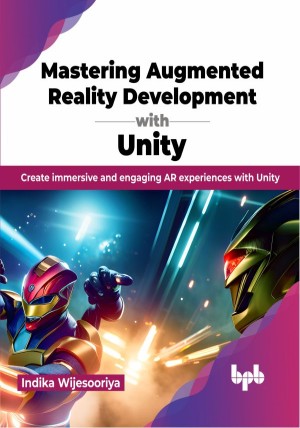 Mastering Augmented
Reality Development
with
Unity
Create immersive and engaging AR experiences with Unity
Indika Wijesooriya
bpb